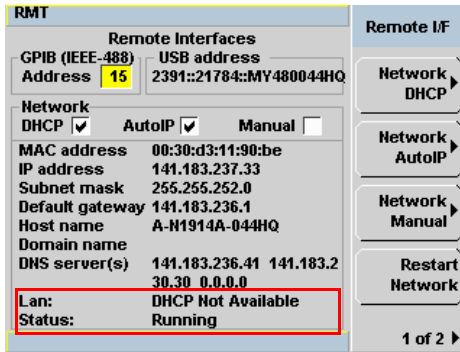 RMT
Remote Interfaces
GPIB (IEEE-488)
Address 15
USB address
2391::21784::MY480044HQ
Network
DHCP AutoIP Manual
MAC address 00:30:d3:11:90:be
IP address 141.183.237.33
Subnet mask 255.255.252.0
Default gateway 141.183.236.1
Host name A-N1914A-044HQ
Domain name
DNS server(s) 141.183.236.41 141.183.2
30.30 0.0.0.0
Lan: DHCP Not Available
Status: Running
Remote I/F
Network
DHCP
Network
AutoIP
Network
Manual
Restart
Network
1 of 2